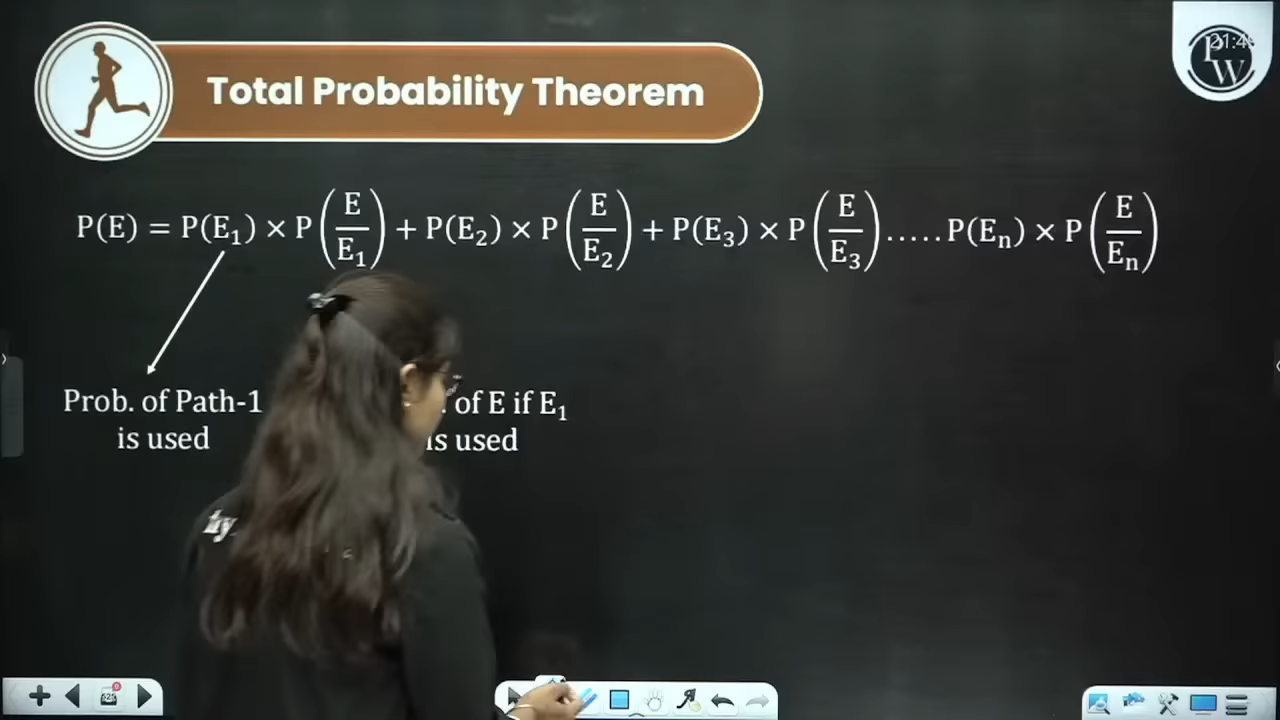 Total Probability Theorem
P(E) = P(E₁) × P(E/E₁) + P(E₂) × P(E/E₂) + P(E₃) × P(E/E₃) ..... P(Eₙ) × P(E/Eₙ)
Prob. of Path-1
is used
of E if E₁
is used
PW